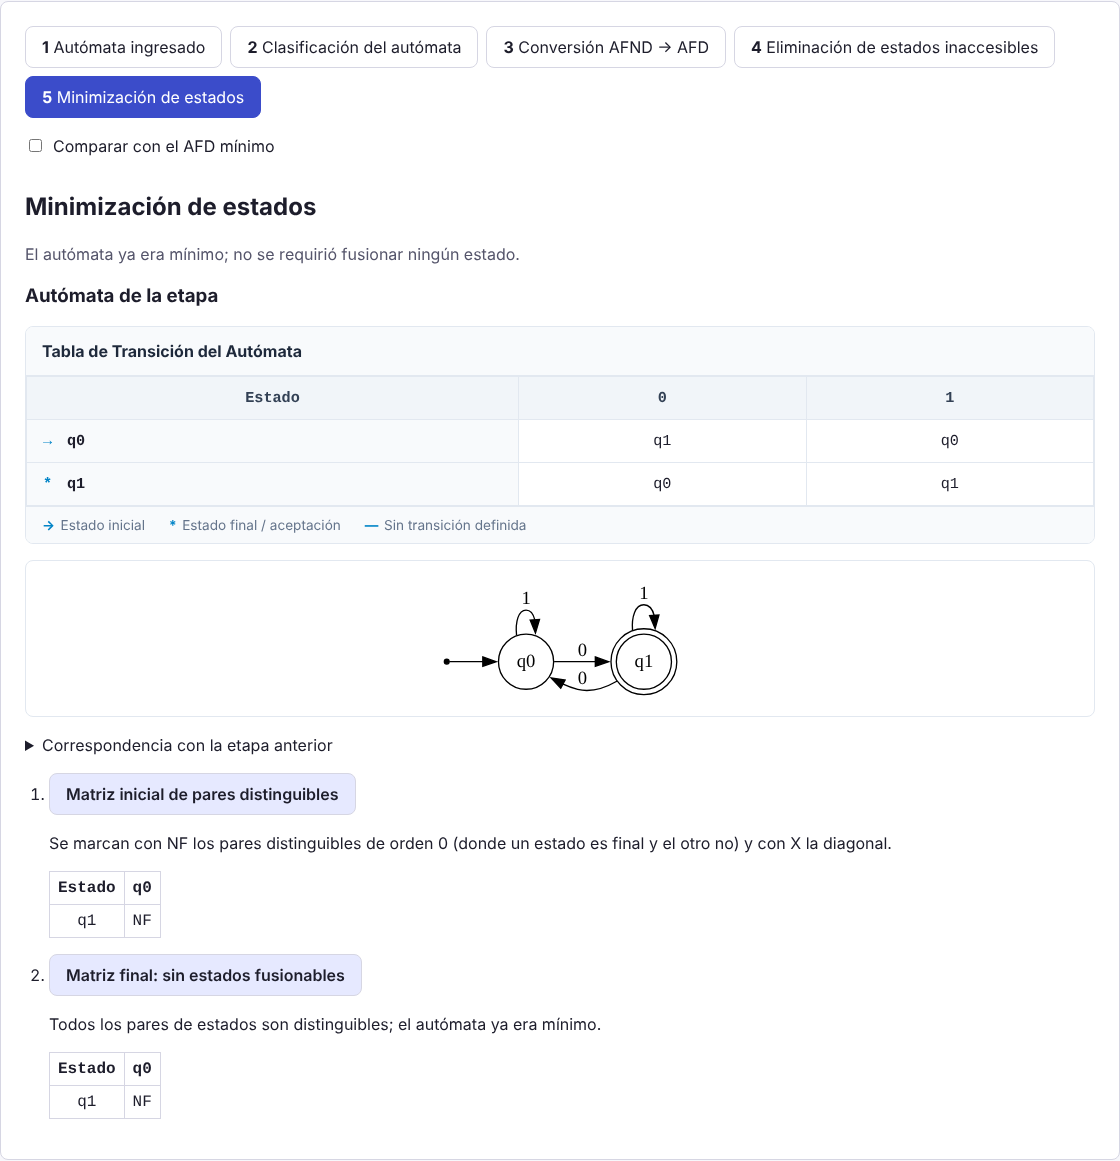 1 Autómata ingresado 2 Clasificación del autómata 3 Conversión AFND → AFD 4 Eliminación de estados inaccesibles
5 Minimización de estados
Comparar con el AFD mínimo
Minimización de estados
El autómata ya era mínimo; no se requirió fusionar ningún estado.
Autómata de la etapa
Tabla de Transición del Autómata
Estado 0 1
→ q0 q1 q0
* q1 q0 q1
→ Estado inicial * Estado final / aceptación — Sin transición definida
1 1
0
q0 q1
0
Correspondencia con la etapa anterior
1. Matriz inicial de pares distinguibles
Se marcan con NF los pares distinguibles de orden 0 (donde un estado es final y el otro no) y con X la diagonal.
Estado q0
q1 NF
2. Matriz final: sin estados fusionables
Todos los pares de estados son distinguibles; el autómata ya era mínimo.
Estado q0
q1 NF